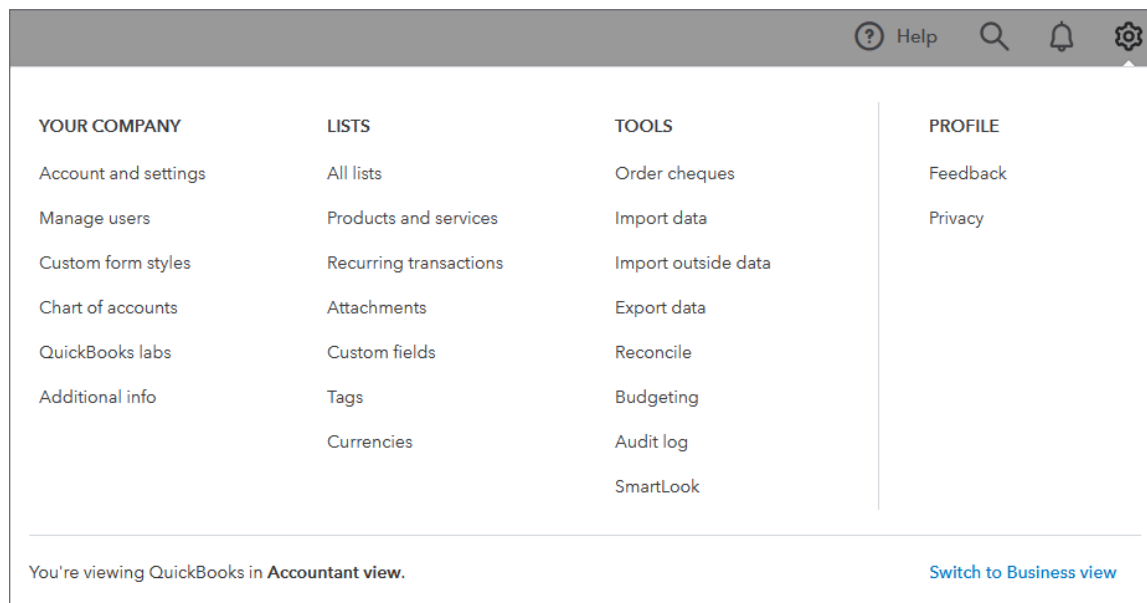 Help
YOUR COMPANY
Account and settings
Manage users
Custom form styles
Chart of accounts
QuickBooks labs
Additional info
LISTS
All lists
Products and services
Recurring transactions
Attachments
Custom fields
Tags
Currencies
TOOLS
Order cheques
Import data
Import outside data
Export data
Reconcile
Budgeting
Audit log
SmartLook
PROFILE
Feedback
Privacy
You're viewing QuickBooks in Accountant view.
Switch to Business view